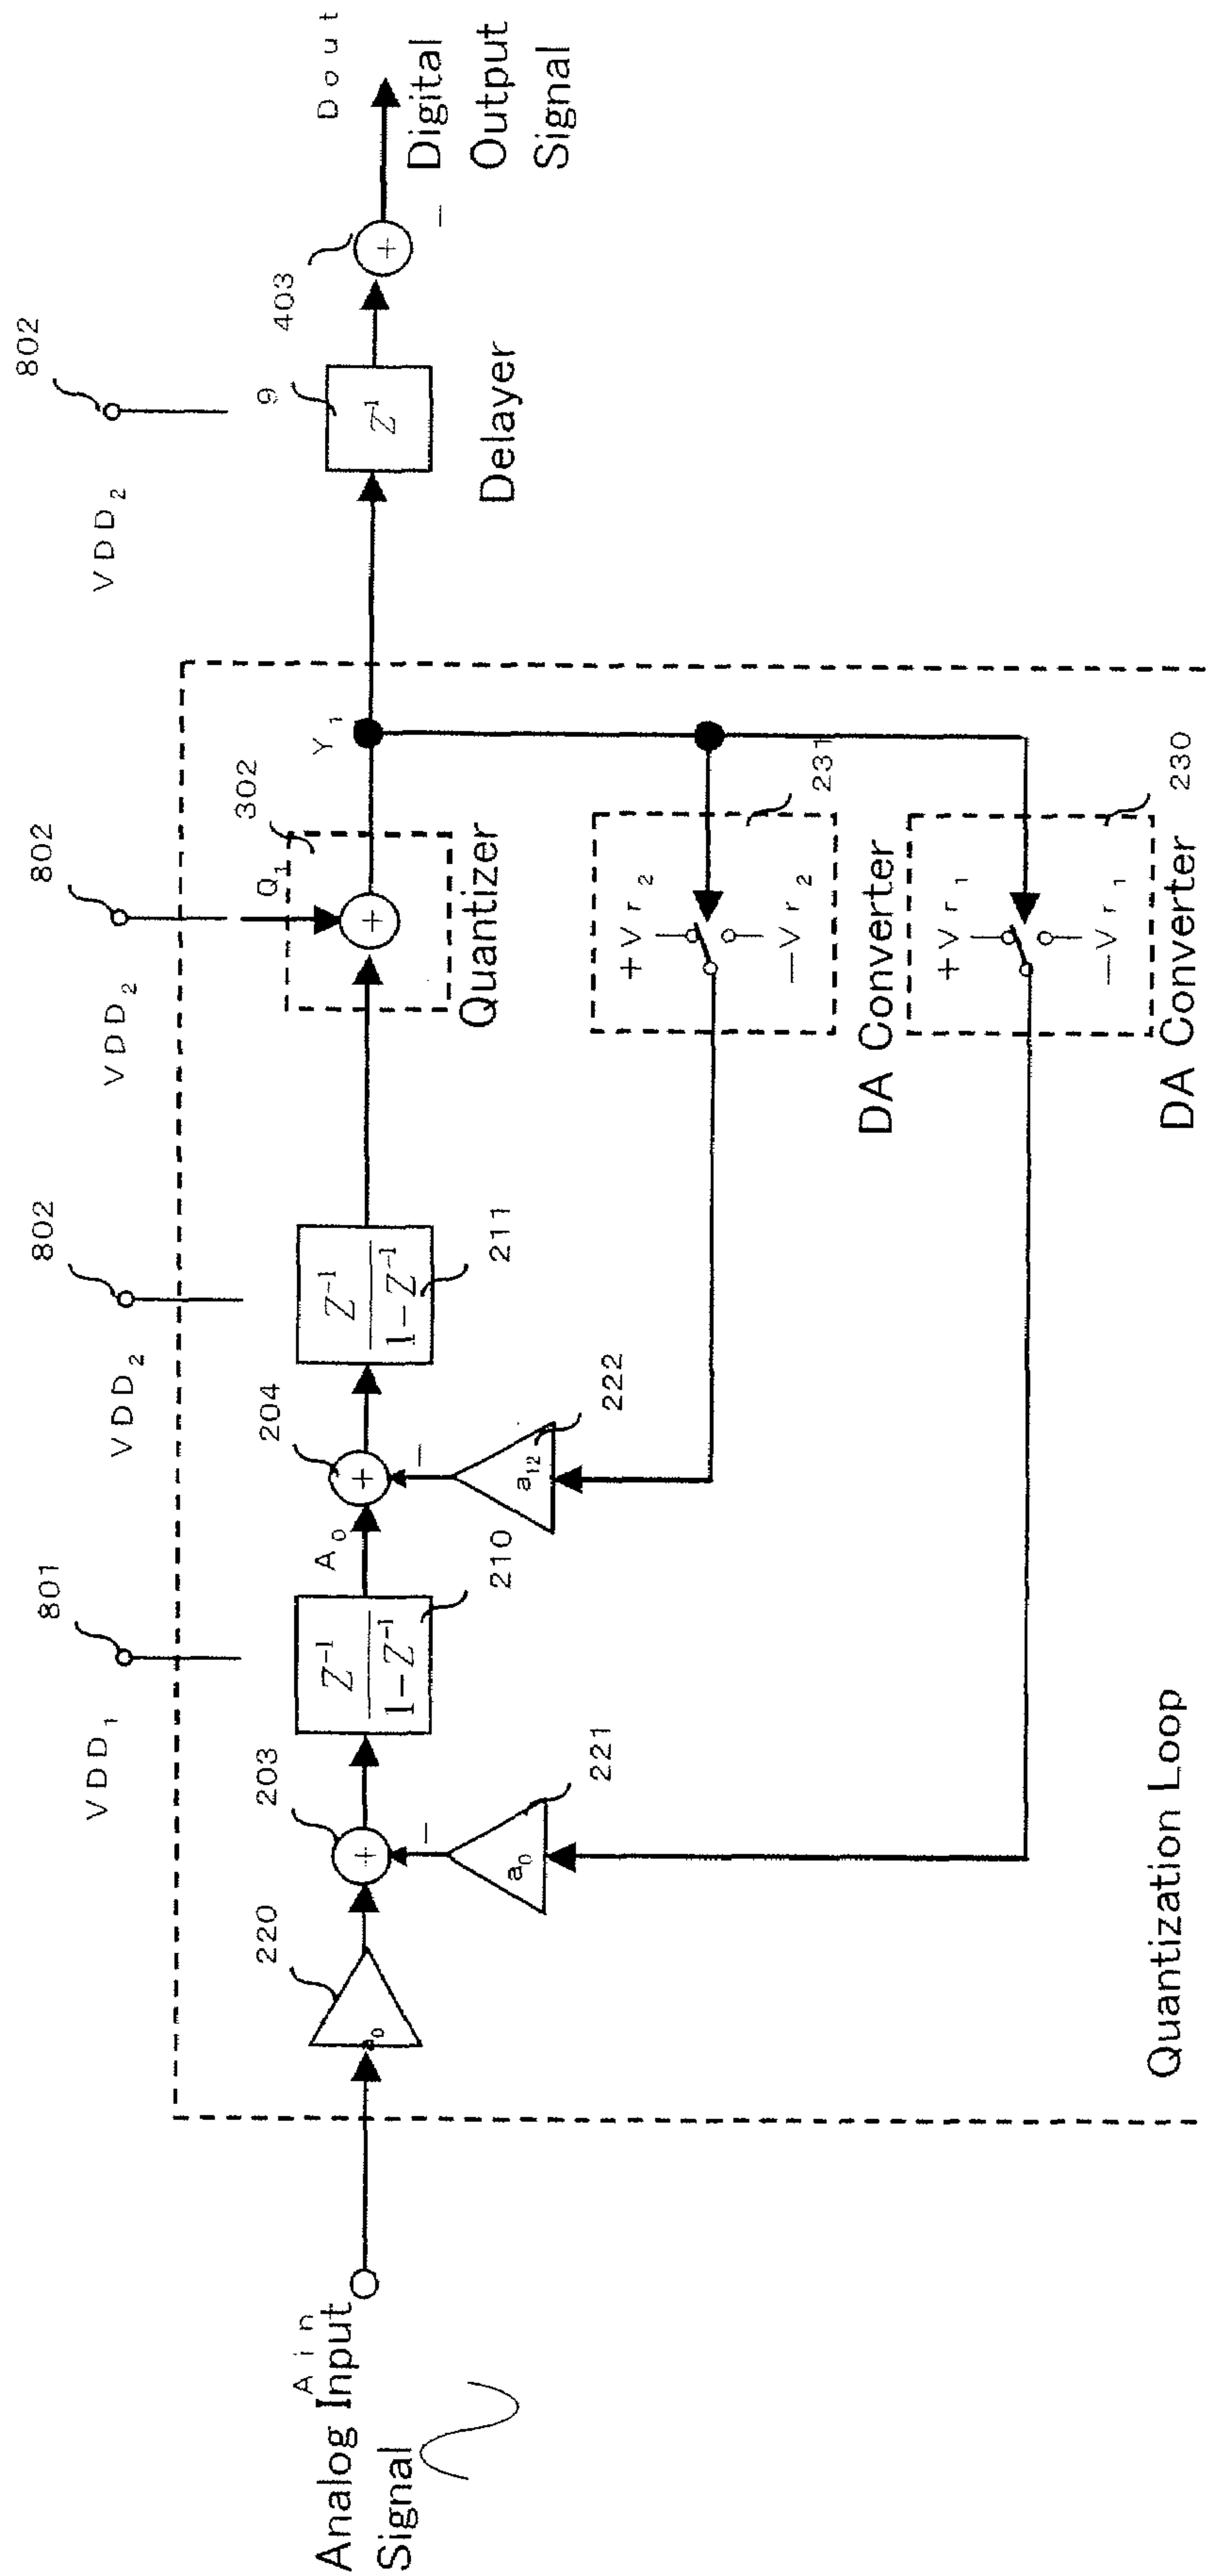 Analog Input
Signal
A i n
220
a0
203
221
a0
VDD1
801
Z-1
1-Z-1
210
A0
204
222
a12
VDD2
802
Z-1
1-Z-1
211
VDD2
802
302
Q1
Quantizer
Y1
+Vr2
-Vr2
231
DA Converter
+Vr1
-Vr1
230
DA Converter
Quantization Loop
VDD2
802
9
Z-1
Delayer
403
Dout
Digital
Output
Signal